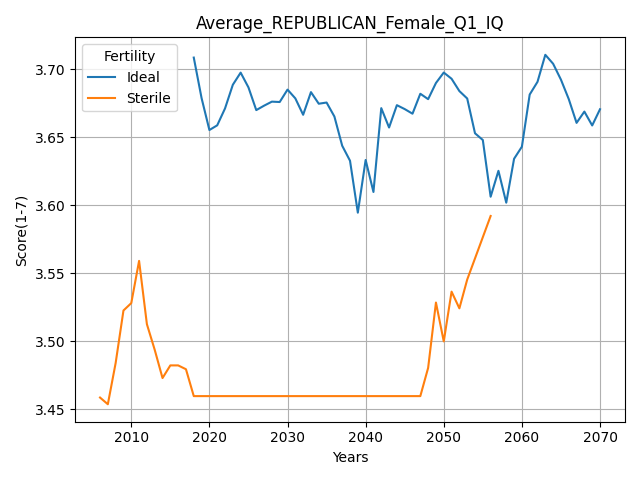 Average_REPUBLICAN_Female_Q1_IQ
Fertility
Ideal
Sterile
Score(1-7)
3.70
3.65
3.60
3.55
3.50
3.45
2010 2020 2030 2040 2050 2060 2070
Years